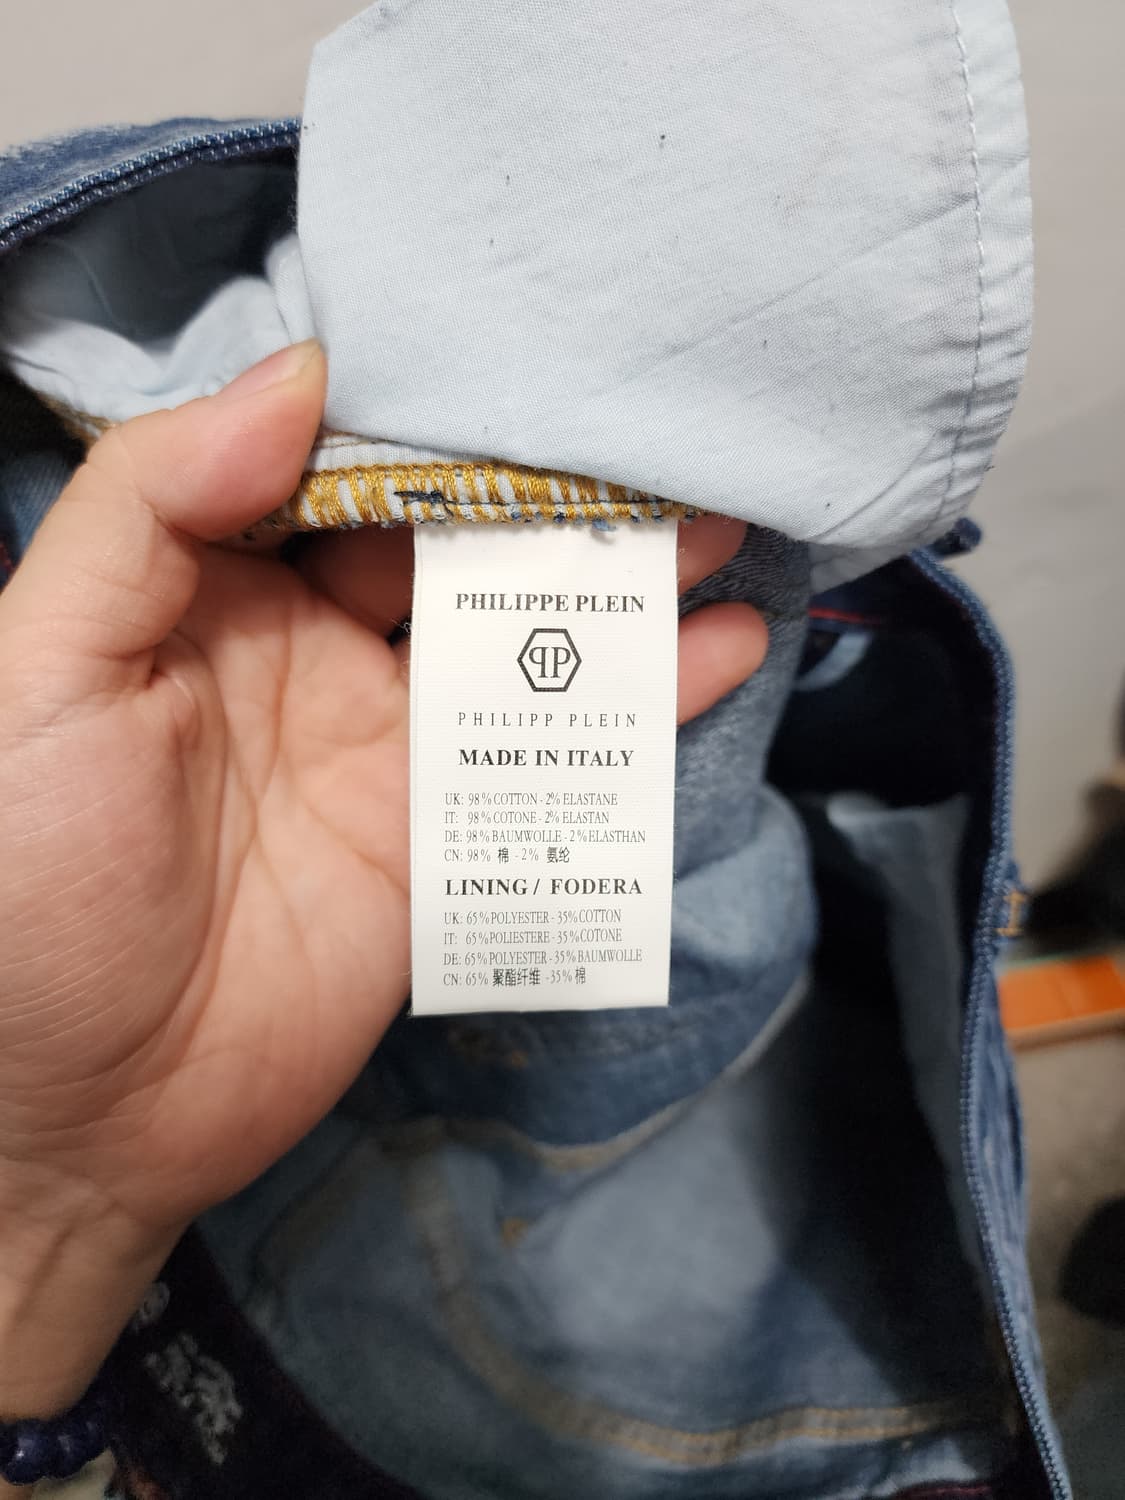 PHILIPPE PLEIN
PP
PHILIPP PLEIN
MADE IN ITALY
UK: 98% COTTON - 2% ELASTANE
IT: 98% COTONE - 2% ELASTAN
DE: 98% BAUMWOLLE - 2% ELASTHAN
CN: 98% 棉 - 2% 氨纶
LINING / FODERA
UK: 65% POLYESTER - 35% COTTON
IT: 65% POLIESTERE - 35% COTONE
DE: 65% POLYESTER - 35% BAUMWOLLE
CN: 65% 聚酯纤维 - 35% 棉